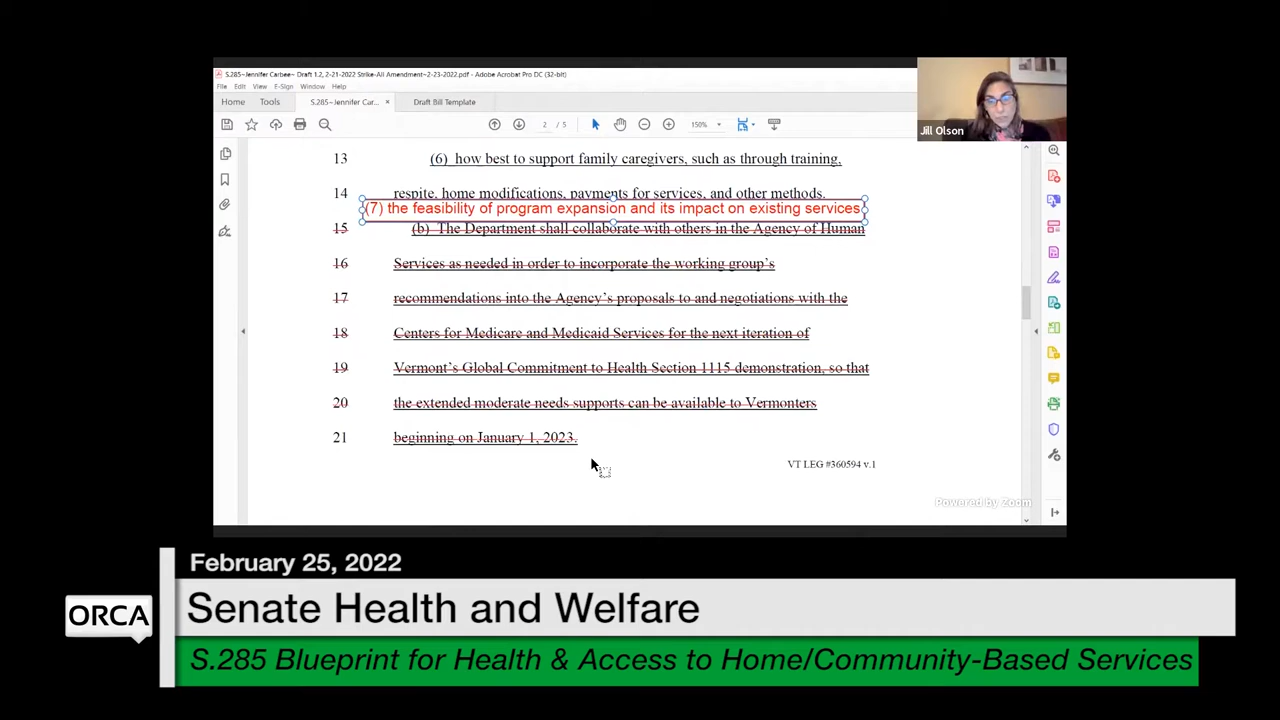 S.285~Jennifer Carbee~ Draft 1.2, 2-21-2022 Strike-All Amendment~2-23-2022.pdf - Adobe Acrobat Pro DC (32-bit)
File Edit View E-Sign Window Help
Home Tools S.285~Jennifer Car... × Draft Bill Template
2 / 5 150%
Jill Olson
13 (6) how best to support family caregivers, such as through training,
14 respite, home modifications, payments for services, and other methods.
(7) the feasibility of program expansion and its impact on existing services
15 (b) The Department shall collaborate with others in the Agency of Human
16 Services as needed in order to incorporate the working group's
17 recommendations into the Agency's proposals to and negotiations with the
18 Centers for Medicare and Medicaid Services for the next iteration of
19 Vermont's Global Commitment to Health Section 1115 demonstration, so that
20 the extended moderate needs supports can be available to Vermonters
21 beginning on January 1, 2023.
VT LEG #360594 v.1
Powered by Zoom
February 25, 2022
ORCA
Senate Health and Welfare
S.285 Blueprint for Health & Access to Home/Community-Based Services